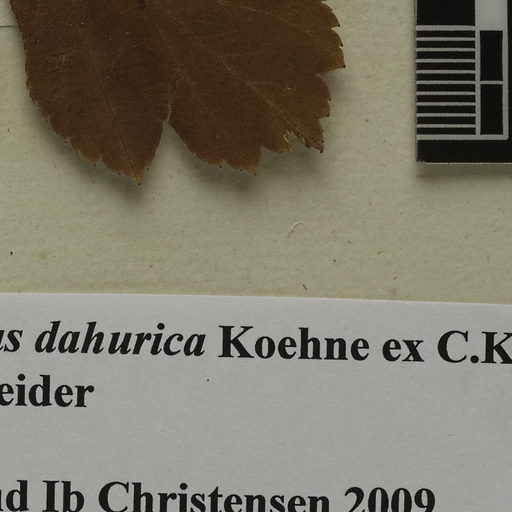 us dahurica Koehne ex C.K
eider
ud Ib Christensen 2009